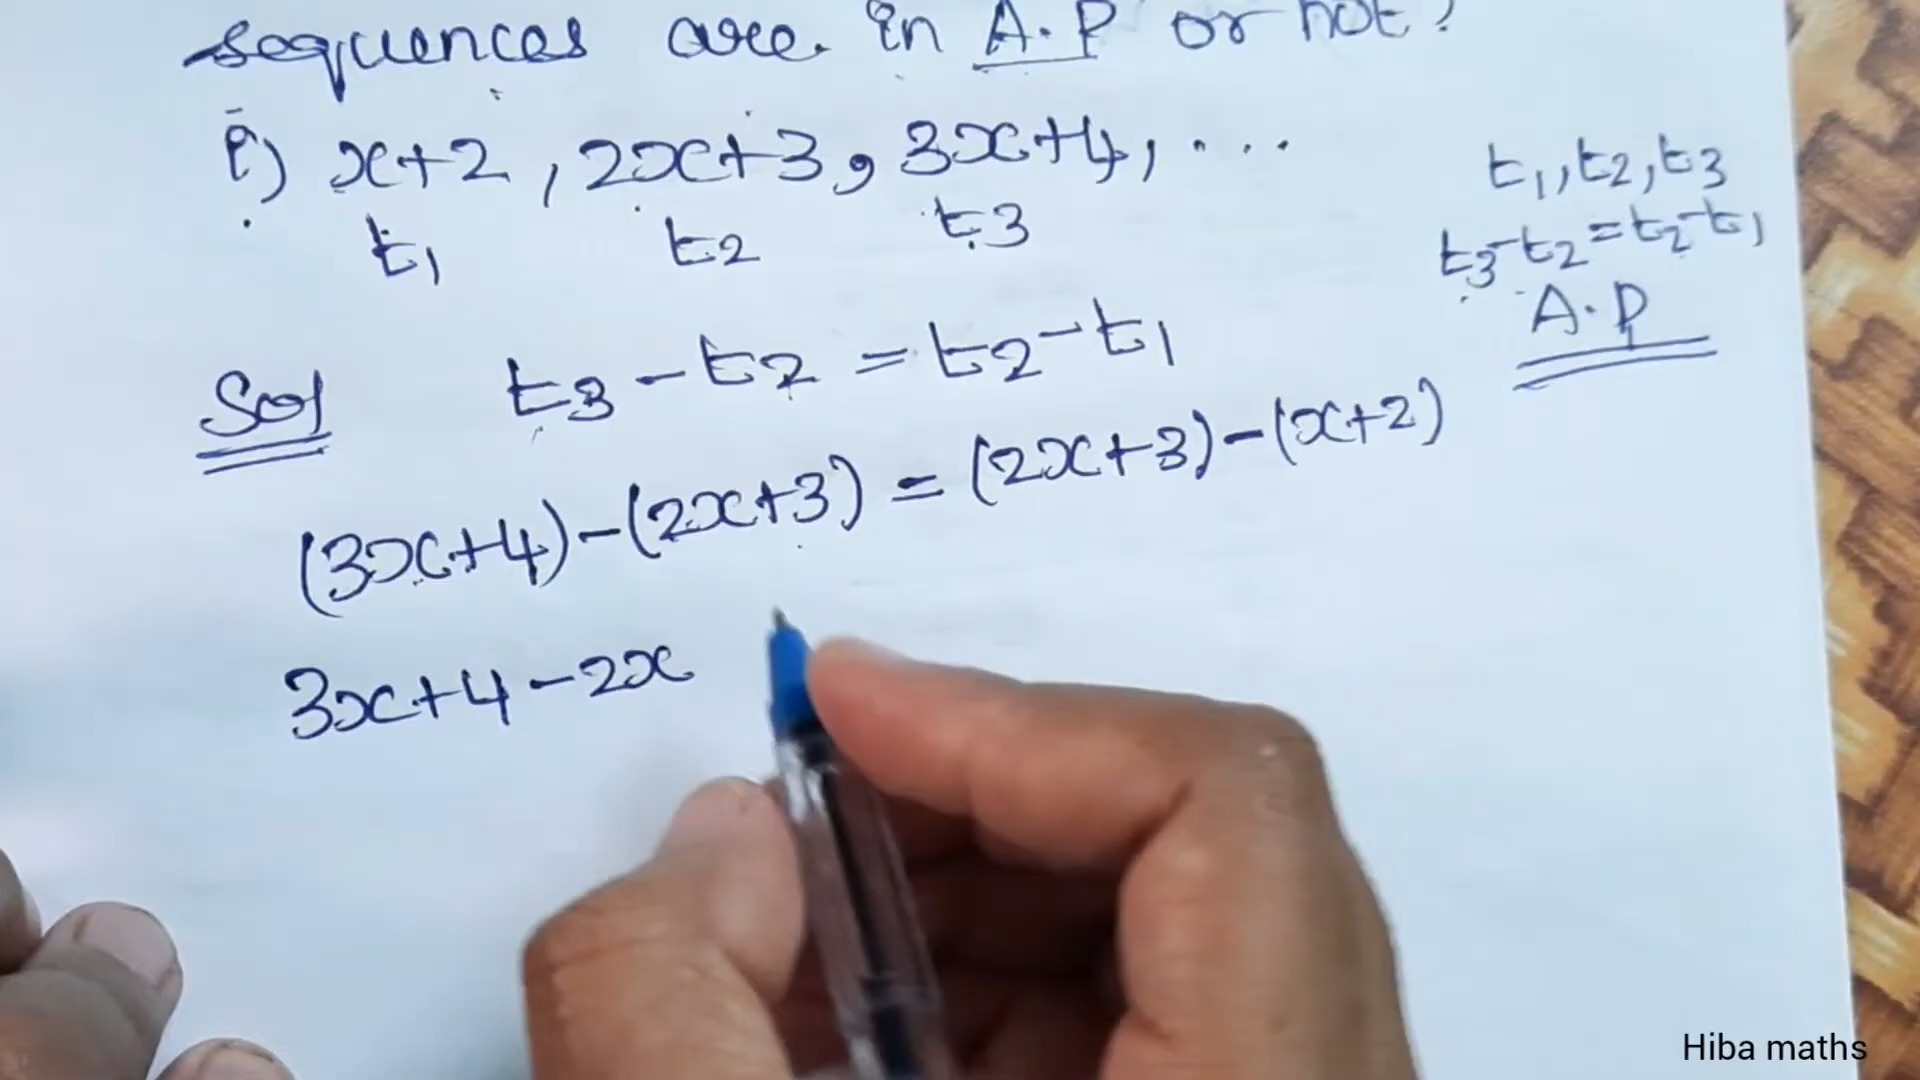 sequences are in A.P or not?
i) x+2, 2x+3, 3x+4, ...
t1 t2 t3
t1, t2, t3
t3-t2=t2-t1
A.P
Sol t3-t2 = t2-t1
(3x+4)-(2x+3) = (2x+3)-(x+2)
3x+4-2x
Hiba maths